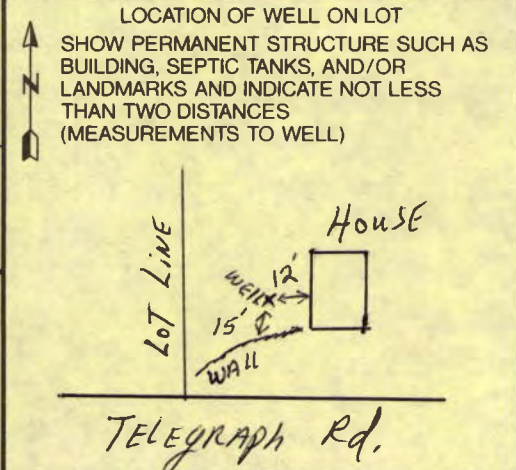 LOCATION OF WELL ON LOT
SHOW PERMANENT STRUCTURE SUCH AS
BUILDING, SEPTIC TANKS, AND/OR
LANDMARKS AND INDICATE NOT LESS
THAN TWO DISTANCES
(MEASUREMENTS TO WELL)
N
HOUSE
LOT LINE
WELL
12'
15'
WALL
TELEGRAPH Rd.